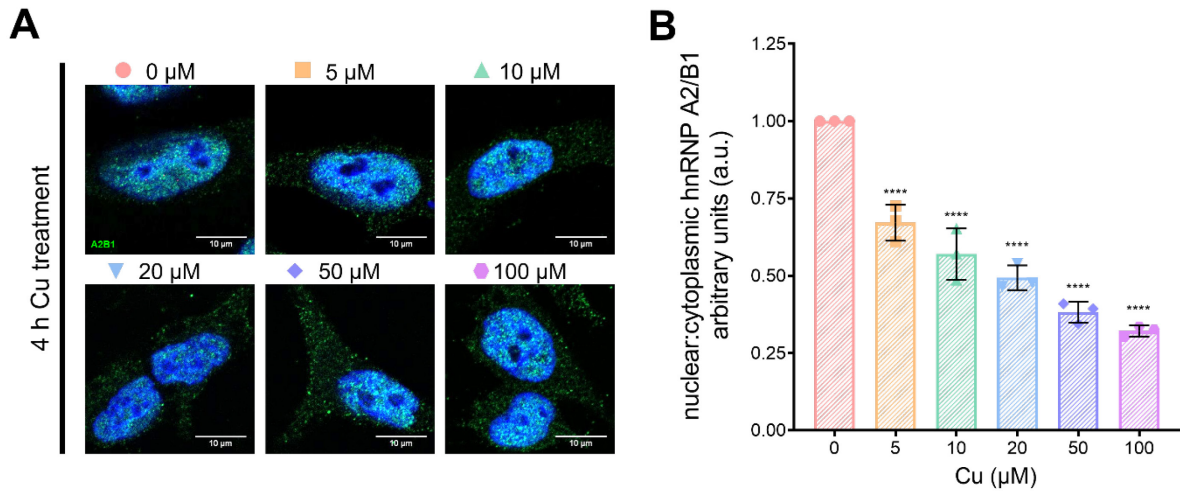 A
4 h Cu treatment
0 µM
5 µM
10 µM
A2B1
10 µm
10 µm
10 µm
20 µM
50 µM
100 µM
10 µm
10 µm
10 µm
B
nuclear:cytoplasmic hnRNP A2/B1
arbitrary units (a.u.)
1.25
1.00
0.75
0.50
0.25
0.00
****
****
****
****
****
0 5 10 20 50 100
Cu (µM)